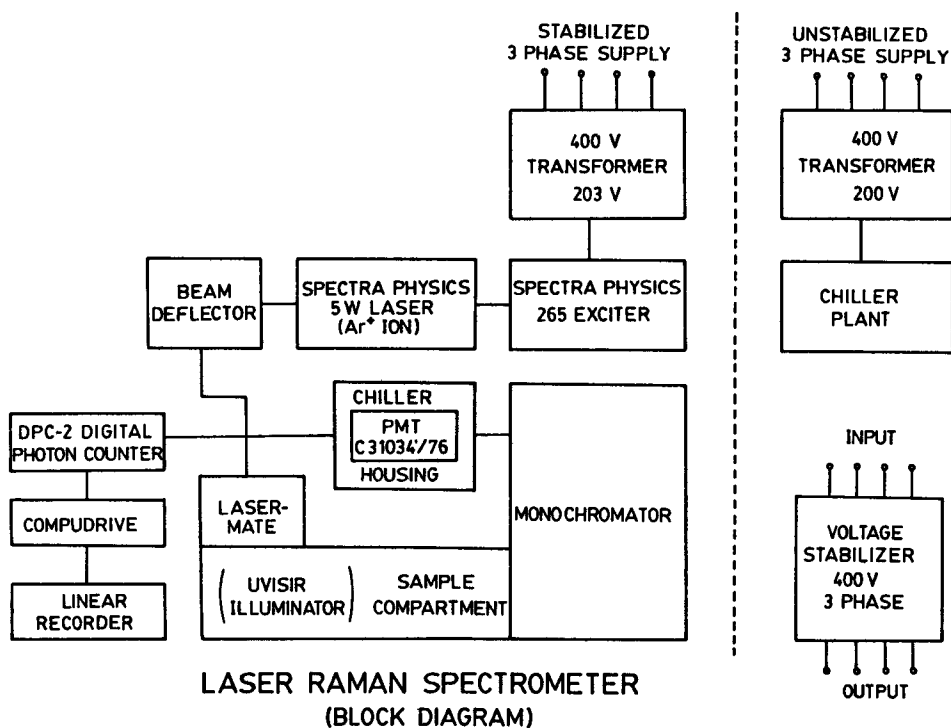 STABILIZED
3 PHASE SUPPLY
400 V
TRANSFORMER
203 V
BEAM
DEFLECTOR
SPECTRA PHYSICS
5W LASER
(Ar+ ION)
SPECTRA PHYSICS
265 EXCITER
CHILLER
PMT
C31034'/76
HOUSING
DPC-2 DIGITAL
PHOTON COUNTER
COMPUDRIVE
LINEAR
RECORDER
LASER-
MATE
(UVISIR
ILLUMINATOR)
SAMPLE
COMPARTMENT
MONOCHROMATOR
UNSTABILIZED
3 PHASE SUPPLY
400 V
TRANSFORMER
200 V
CHILLER
PLANT
INPUT
VOLTAGE
STABILIZER
400 V
3 PHASE
OUTPUT
LASER RAMAN SPECTROMETER
(BLOCK DIAGRAM)